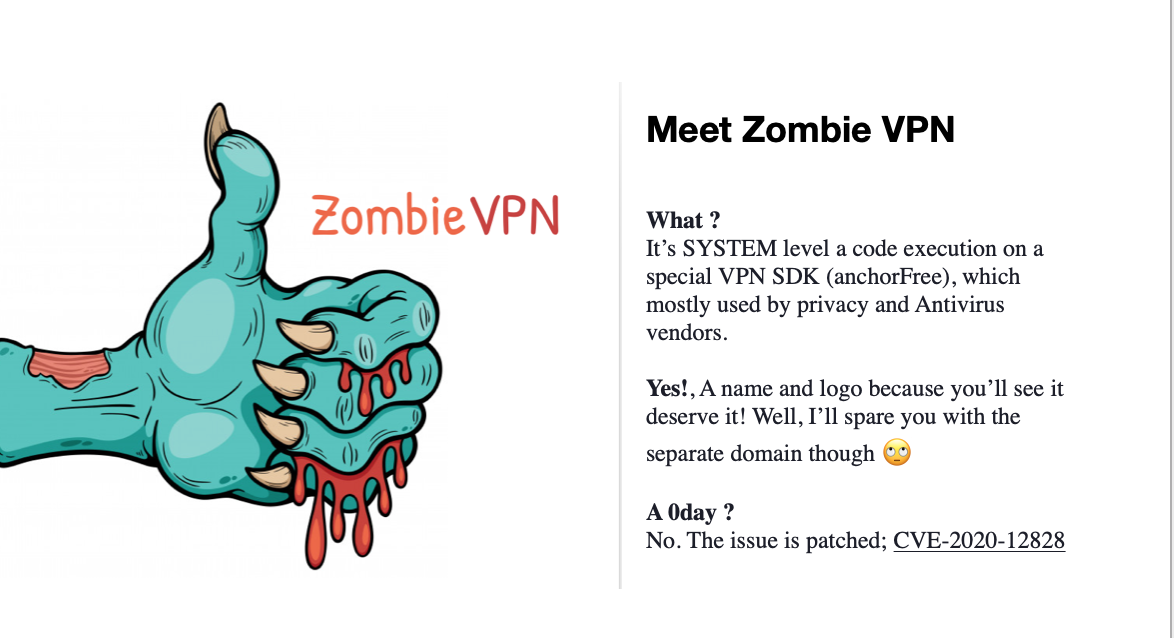 ZombieVPN
Meet Zombie VPN
What ?
It’s SYSTEM level a code execution on a
special VPN SDK (anchorFree), which
mostly used by privacy and Antivirus
vendors.
Yes!, A name and logo because you’ll see it
deserve it! Well, I’ll spare you with the
separate domain though 🙄
A 0day ?
No. The issue is patched; CVE-2020-12828